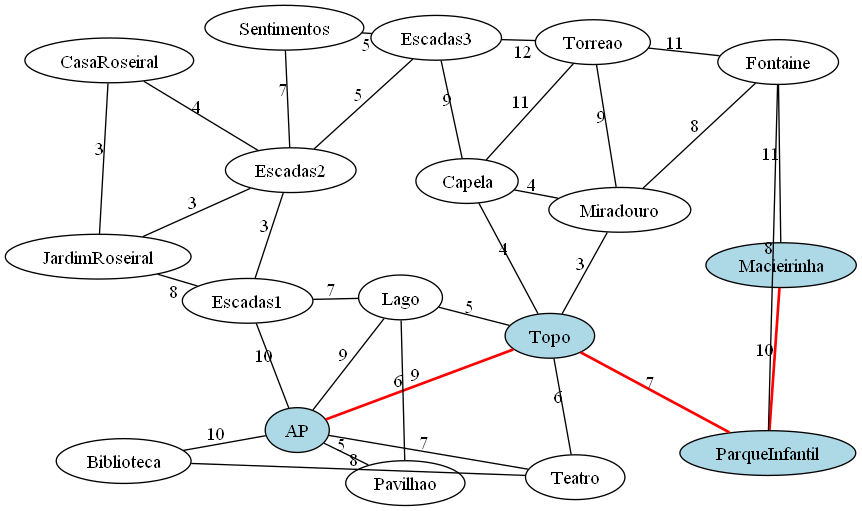 Sentimentos
Escadas3
Torreao
CasaRoseiral
Fontaine
5
12
11
7
4
5
9
11
9
8
3
11
Escadas2
Capela
4
Miradouro
3
3
4
3
8
JardimRoseiral
Macieirinha
8
Escadas1
7
Lago
5
Topo
10
9
6
9
7
10
6
AP
10
5
7
8
Biblioteca
Pavilhao
Teatro
ParqueInfantil